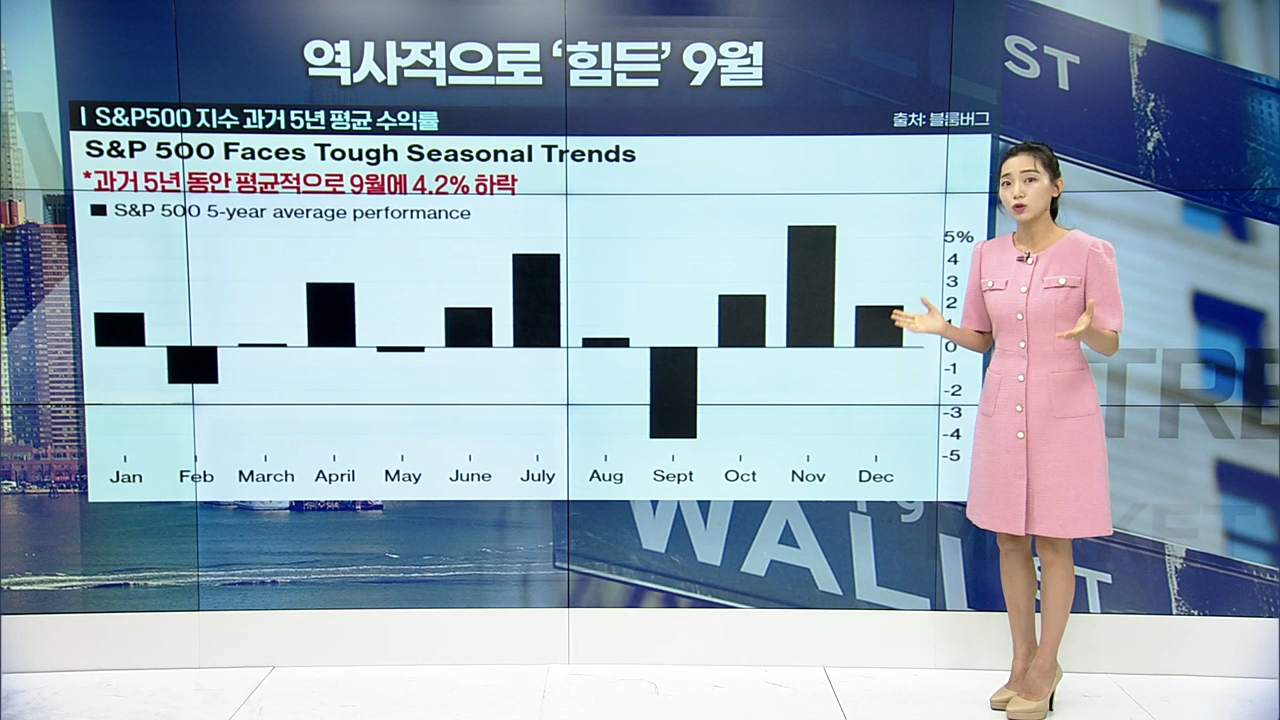 역사적으로 ‘힘든’ 9월
| S&P500 지수 과거 5년 평균 수익률
출처: 블룸버그
S&P 500 Faces Tough Seasonal Trends
*과거 5년 동안 평균적으로 9월에 4.2% 하락
S&P 500 5-year average performance
5%
4
3
2
1
0
-1
-2
-3
-4
-5
Jan Feb March April May June July Aug Sept Oct Nov Dec
ST
WALL ST